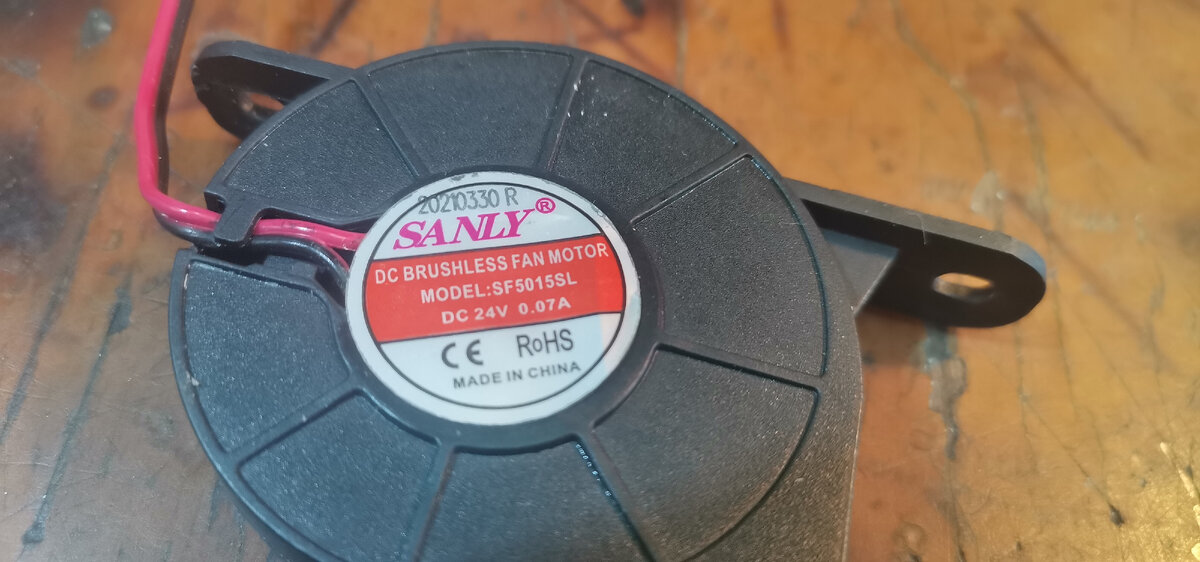 20210330 R
SANLY®
DC BRUSHLESS FAN MOTOR
MODEL:SF5015SL
DC 24V 0.07A
CE RoHS
MADE IN CHINA